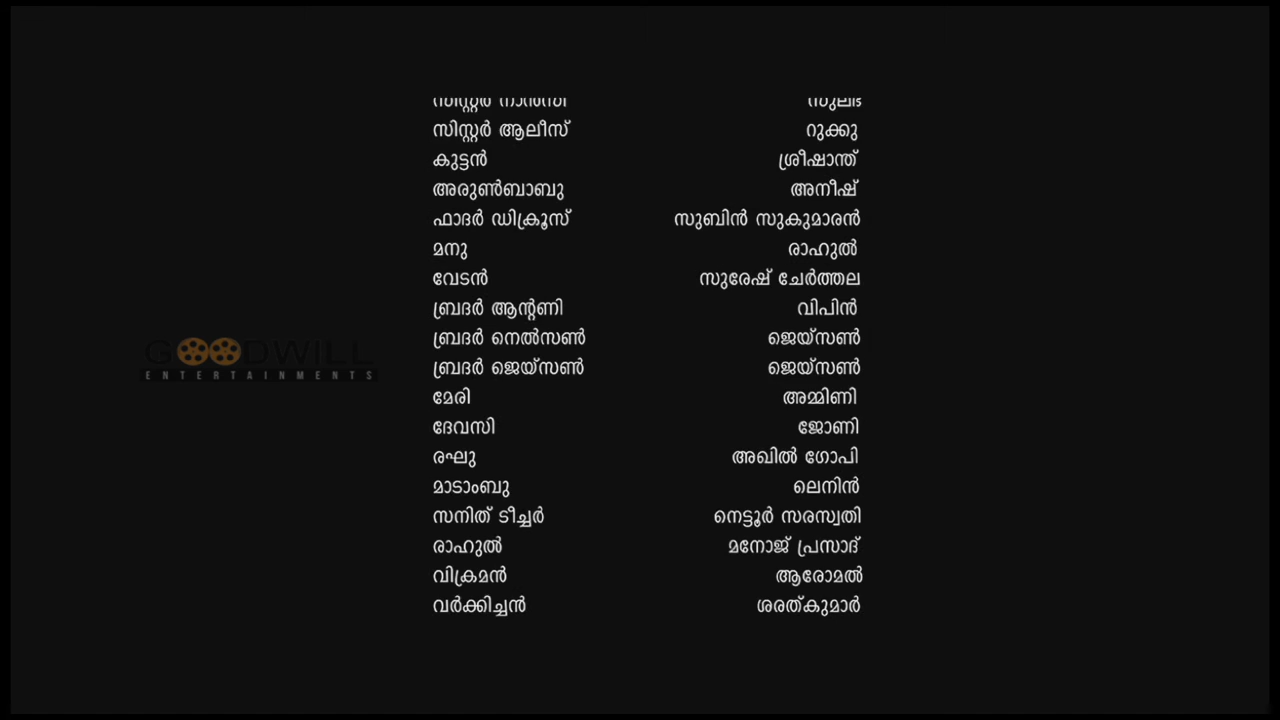 സിസ്റ്റർ ആലീസ് റുക്കു
കുട്ടൻ ശ്രീഷാന്ത്
അരുൺബാബു അനീഷ്
ഫാദർ ഡിക്രൂസ് സുബിൻ സുകുമാരൻ
മനു രാഹുൽ
വേടൻ സുരേഷ് ചേർത്തല
ബ്രദർ ആന്റണി വിപിൻ
ബ്രദർ നെൽസൺ ജെയ്സൺ
ബ്രദർ ജെയ്സൺ ജെയ്സൺ
മേരി അമ്മിണി
ദേവസി ജോണി
രഘു അഖിൽ ഗോപി
മാടാംബു ലെനിൻ
സനിത് ടീച്ചർ നെട്ടൂർ സരസ്വതി
രാഹുൽ മനോജ് പ്രസാദ്
വിക്രമൻ ആരോമൽ
വർക്കിച്ചൻ ശരത്കുമാർ
GOODWILL
ENTERTAINMENTS